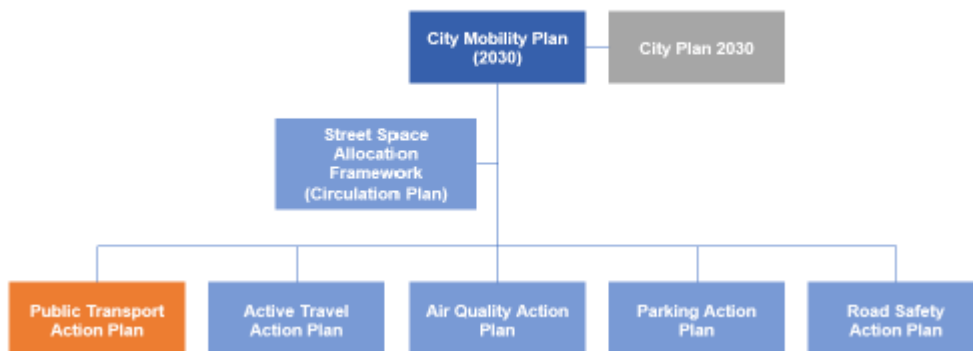 City Mobility Plan
(2030)
City Plan 2030
Street Space
Allocation
Framework
(Circulation Plan)
Public Transport
Action Plan
Active Travel
Action Plan
Air Quality Action
Plan
Parking Action
Plan
Road Safety
Action Plan